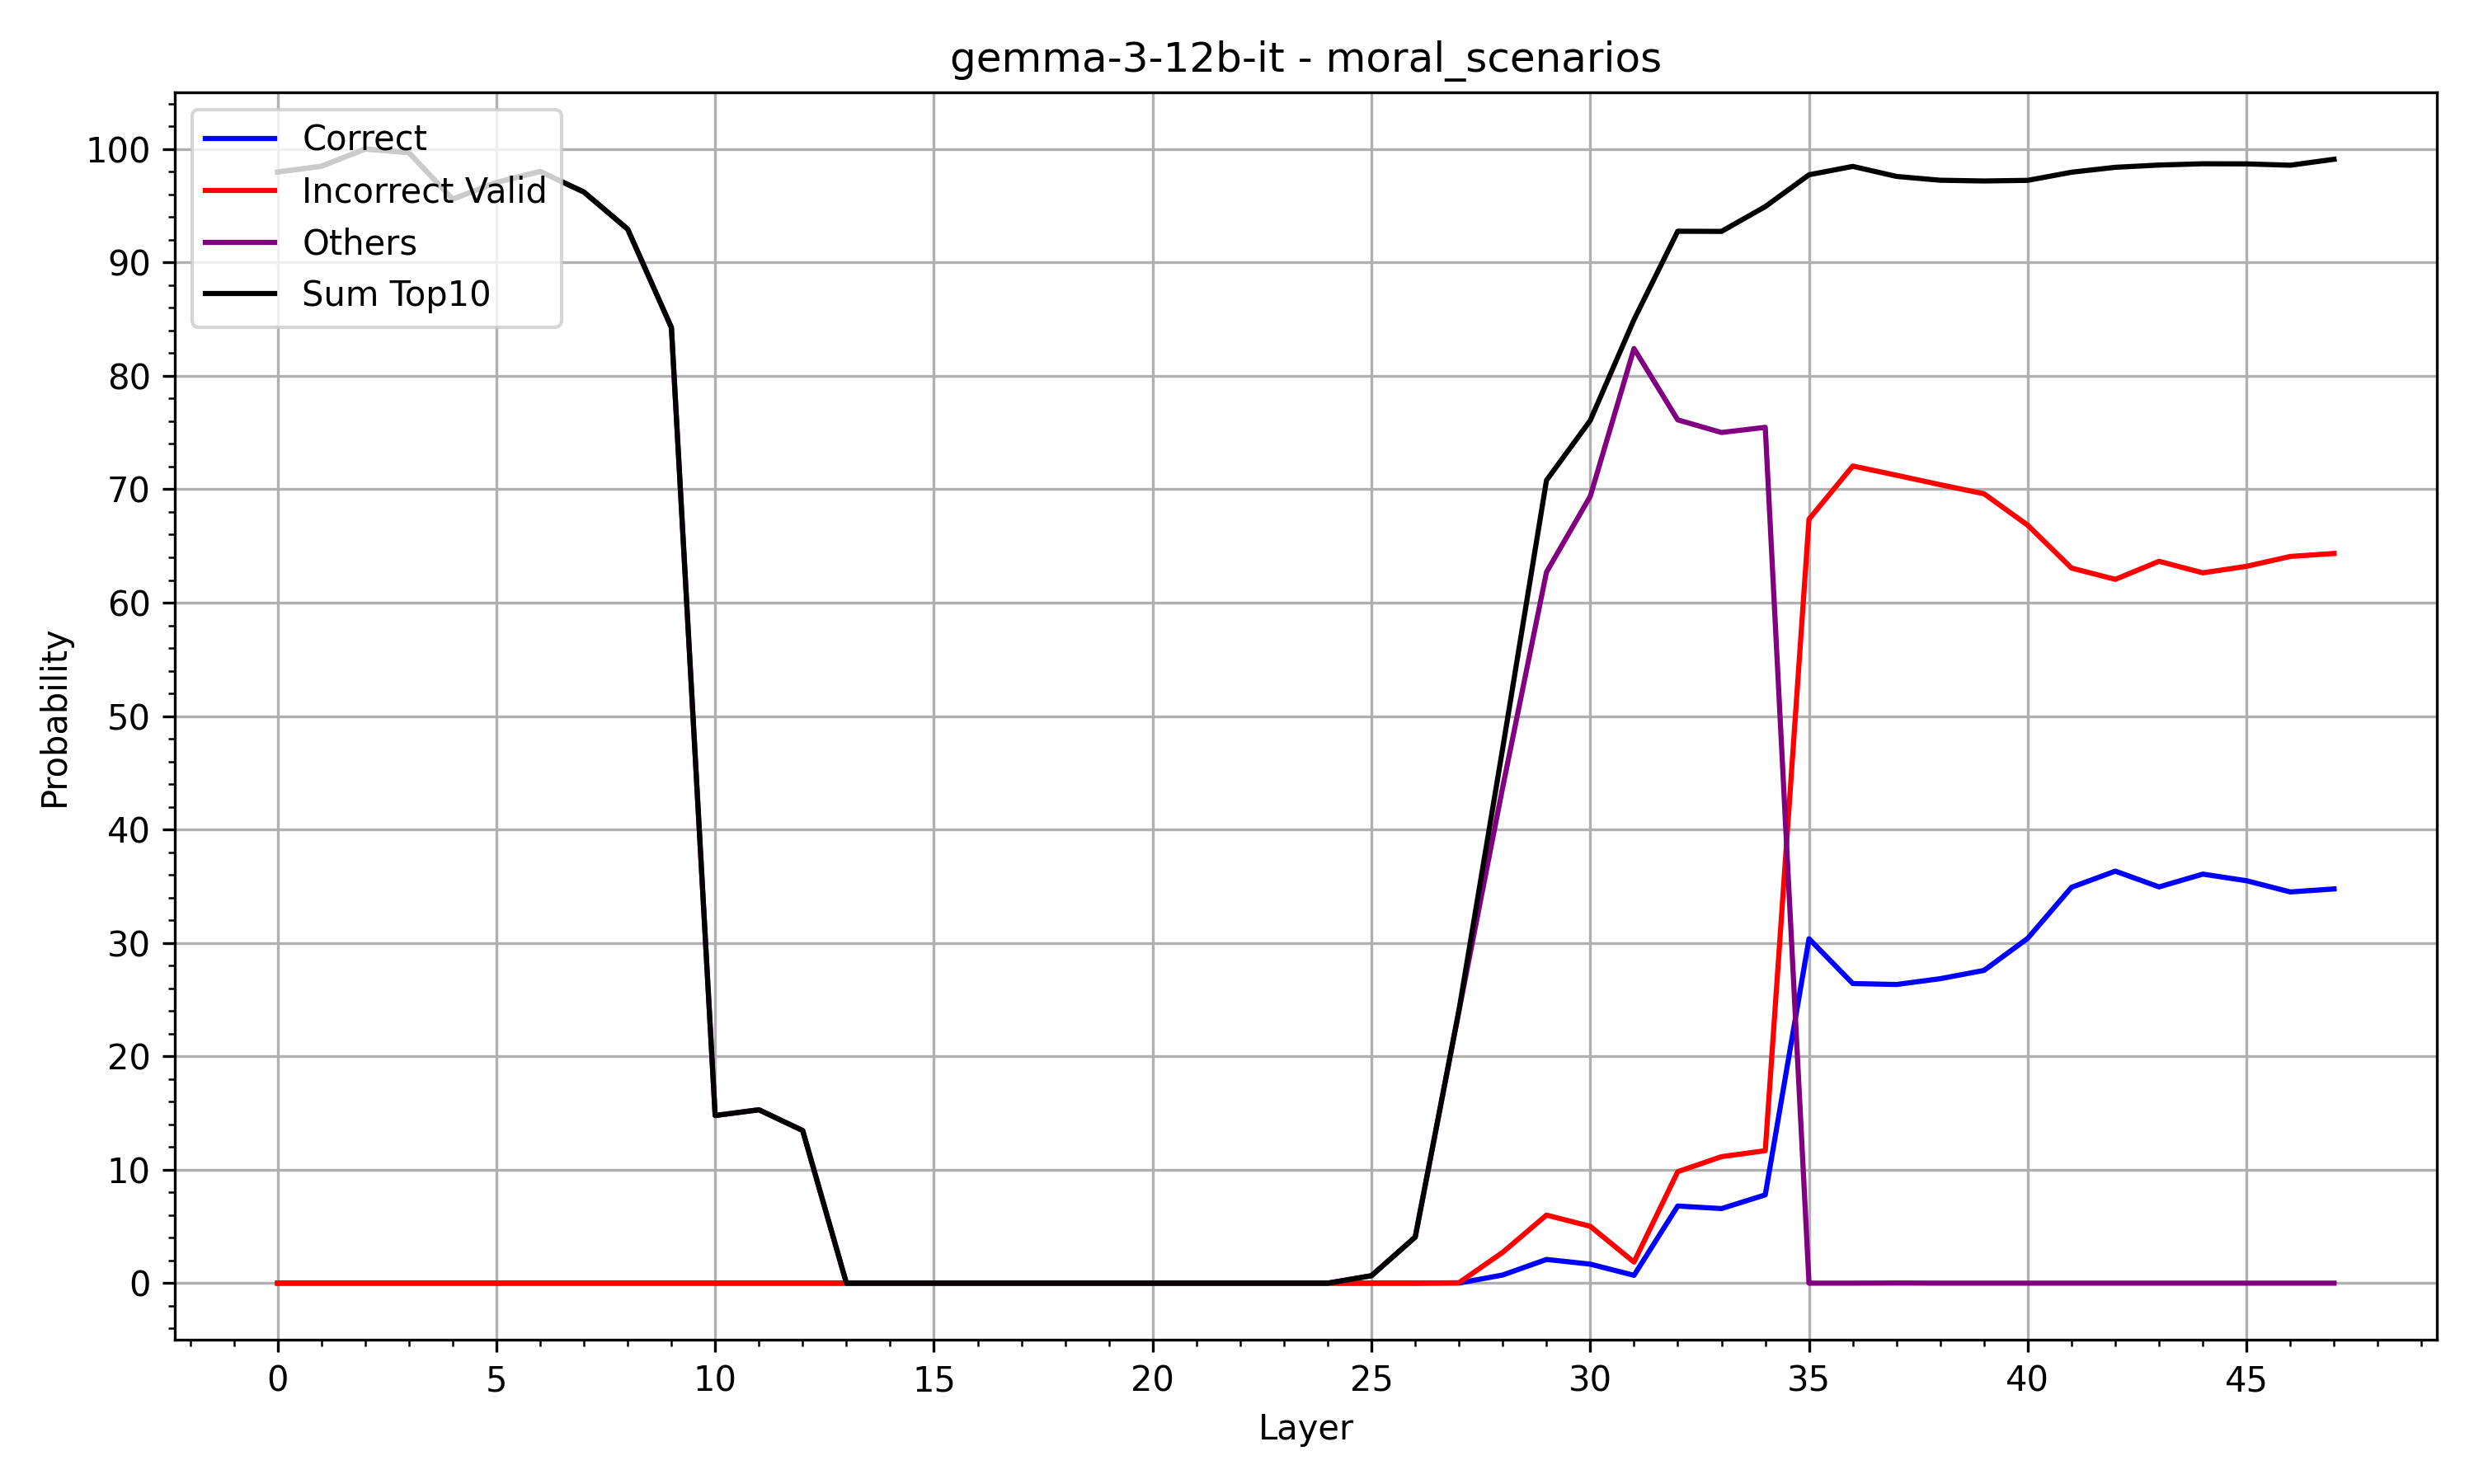 gemma-3-12b-it - moral_scenarios
Correct
Incorrect Valid
Others
Sum Top10
100
90
80
70
60
50
40
30
20
10
0
Probability
0 5 10 15 20 25 30 35 40 45
Layer